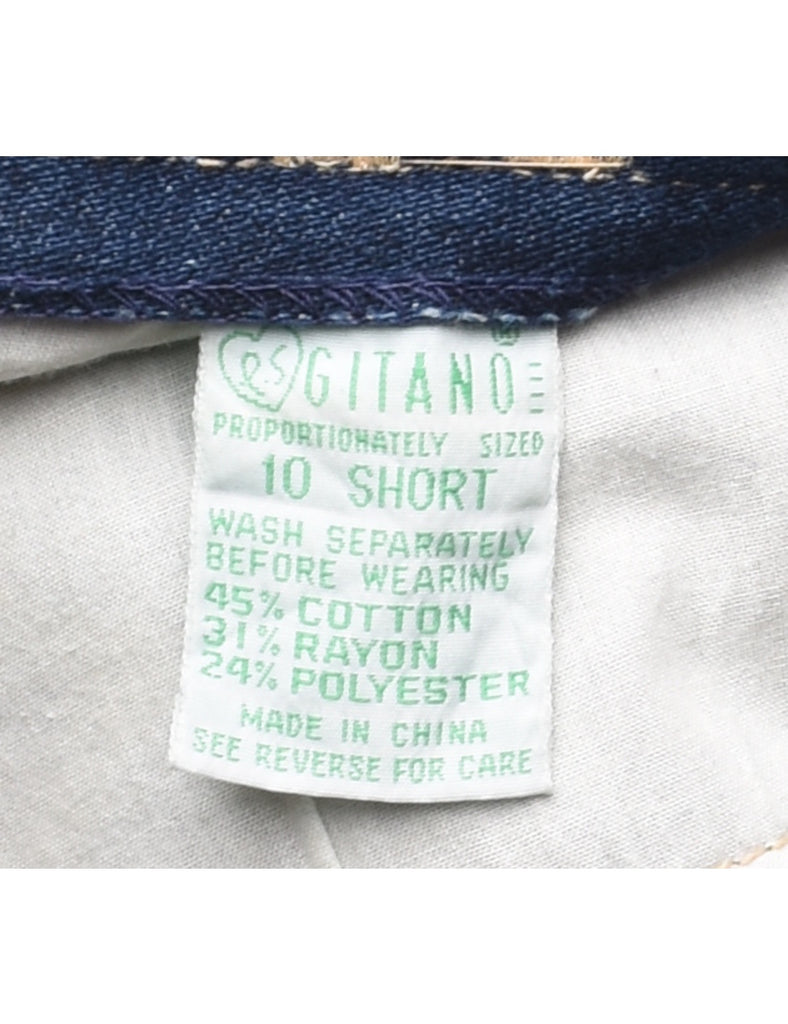 GITANO®
PROPORTIONATELY SIZED
10 SHORT
WASH SEPARATELY
BEFORE WEARING
45% COTTON
31% RAYON
24% POLYESTER
MADE IN CHINA
SEE REVERSE FOR CARE